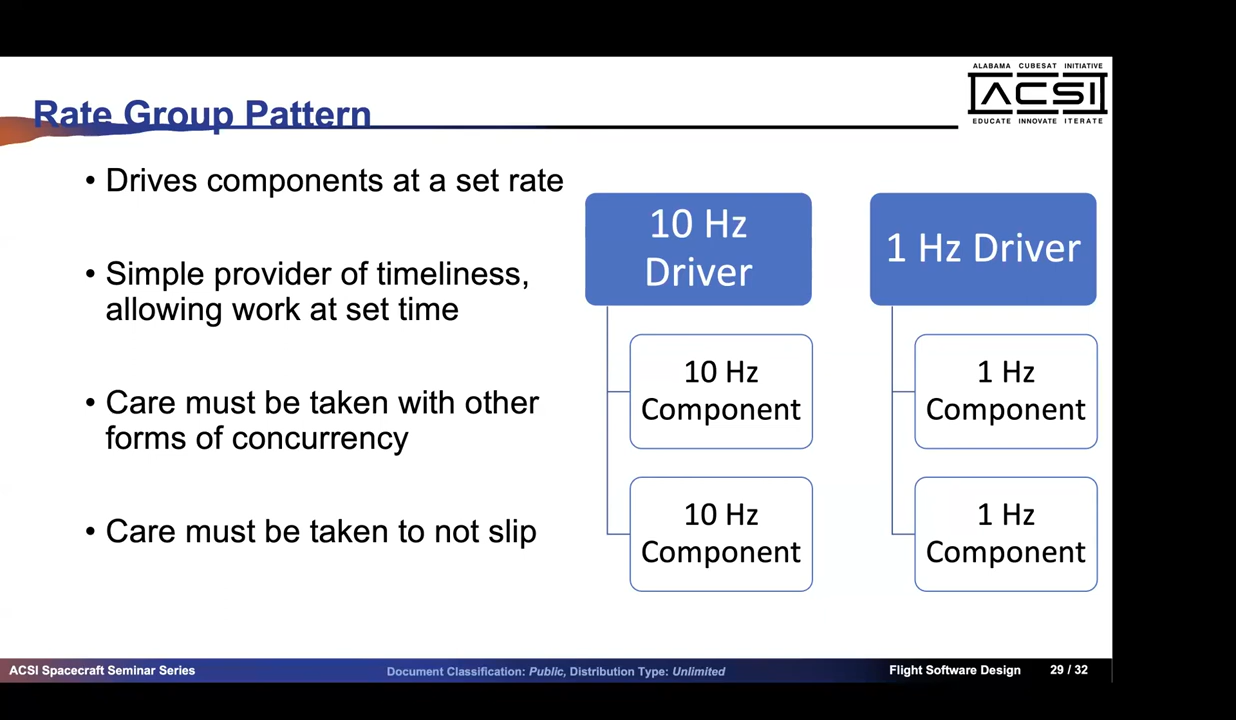 ALABAMA CUBESAT INITIATIVE
ACSI
EDUCATE INNOVATE ITERATE
Rate Group Pattern
• Drives components at a set rate
• Simple provider of timeliness,
allowing work at set time
• Care must be taken with other
forms of concurrency
• Care must be taken to not slip
10 Hz
Driver
10 Hz
Component
10 Hz
Component
1 Hz Driver
1 Hz
Component
1 Hz
Component
ACSI Spacecraft Seminar Series
Document Classification: Public, Distribution Type: Unlimited
Flight Software Design
29 / 32